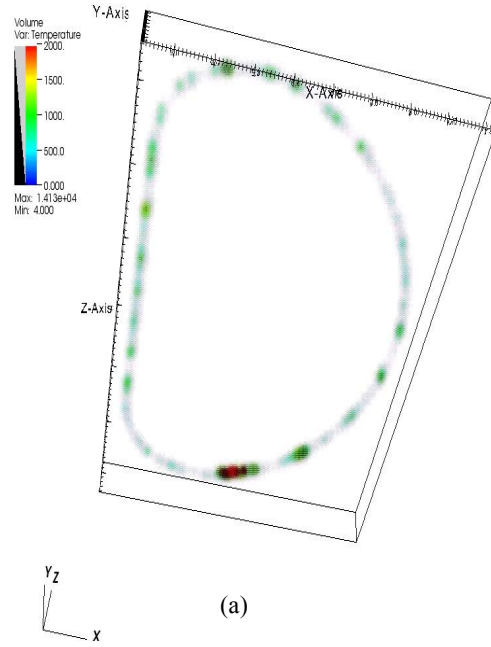 Volume
Var: Temperature
2000.
1500.
1000.
500.0
0.000
Max: 1.413e+04
Min: 4.000
Y-Axis
X-Axis
Z-Axis
Y
Z
X
(a)